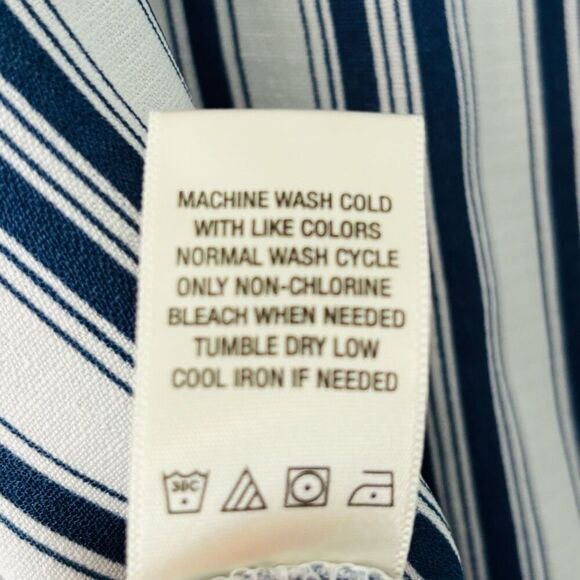 MACHINE WASH COLD
WITH LIKE COLORS
NORMAL WASH CYCLE
ONLY NON-CHLORINE
BLEACH WHEN NEEDED
TUMBLE DRY LOW
COOL IRON IF NEEDED
30C